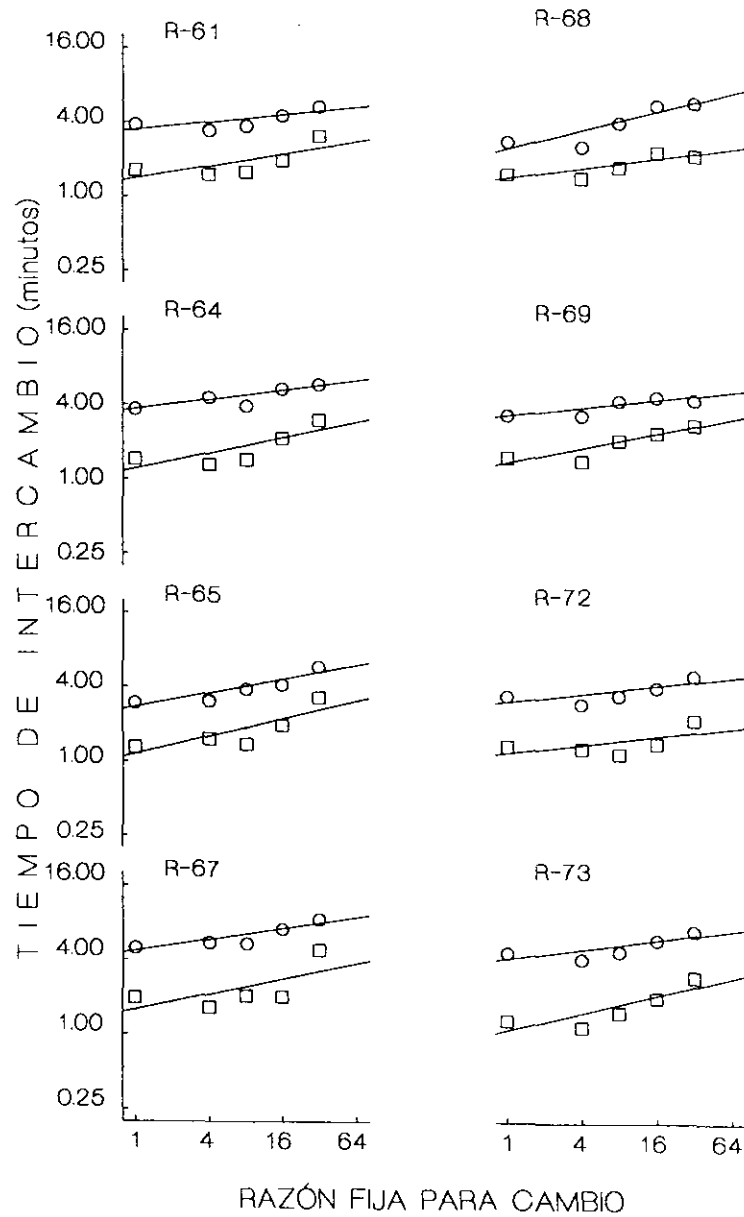 R-61
R-68
16.00
4.00
1.00
0.25
R-64
R-69
16.00
4.00
1.00
0.25
R-65
R-72
16.00
4.00
1.00
0.25
R-67
R-73
16.00
4.00
1.00
0.25
TIEMPO DE INTERCAMBIO (minutos)
1 4 16 64
1 4 16 64
RAZÓN FIJA PARA CAMBIO